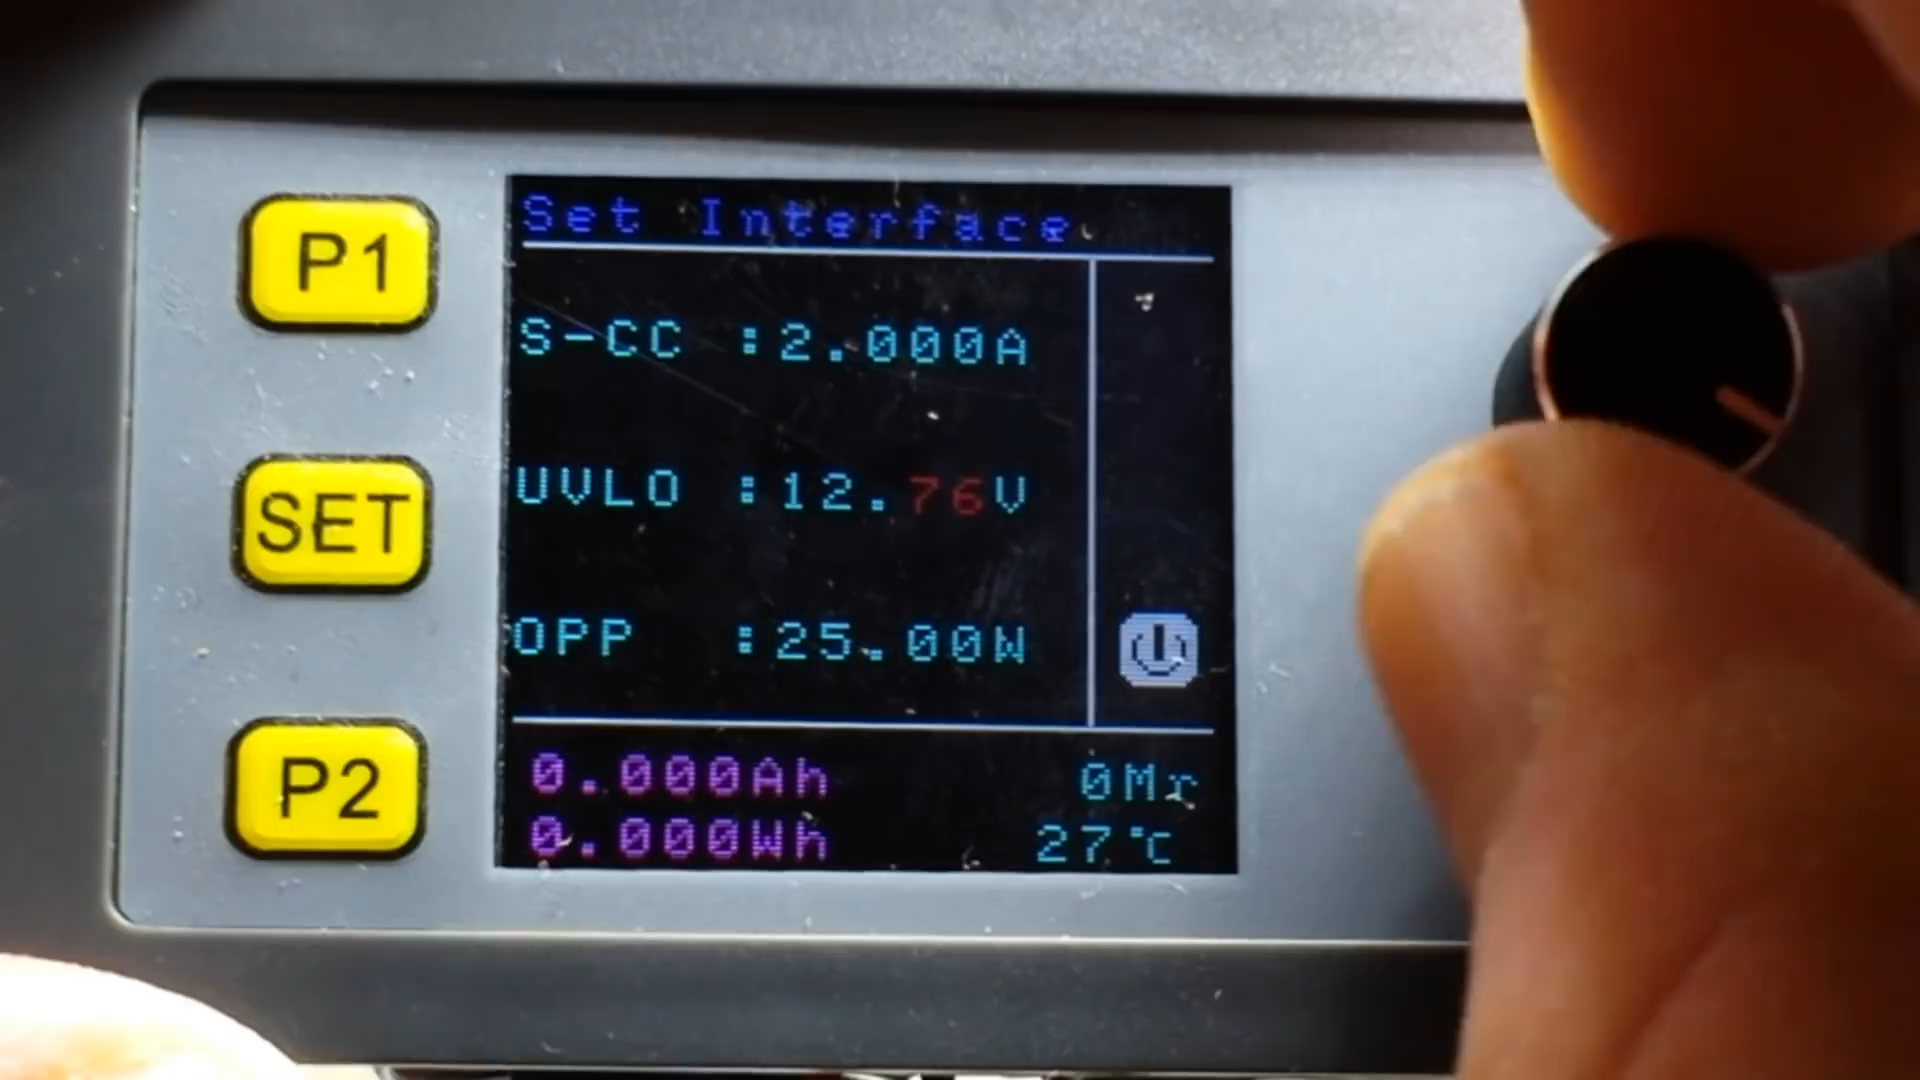 P1
SET
P2
Set Interface
S-CC :2.000A
UVLO :12.76V
OPP :25.00W
0.000Ah 0Mr
0.000Wh 27℃